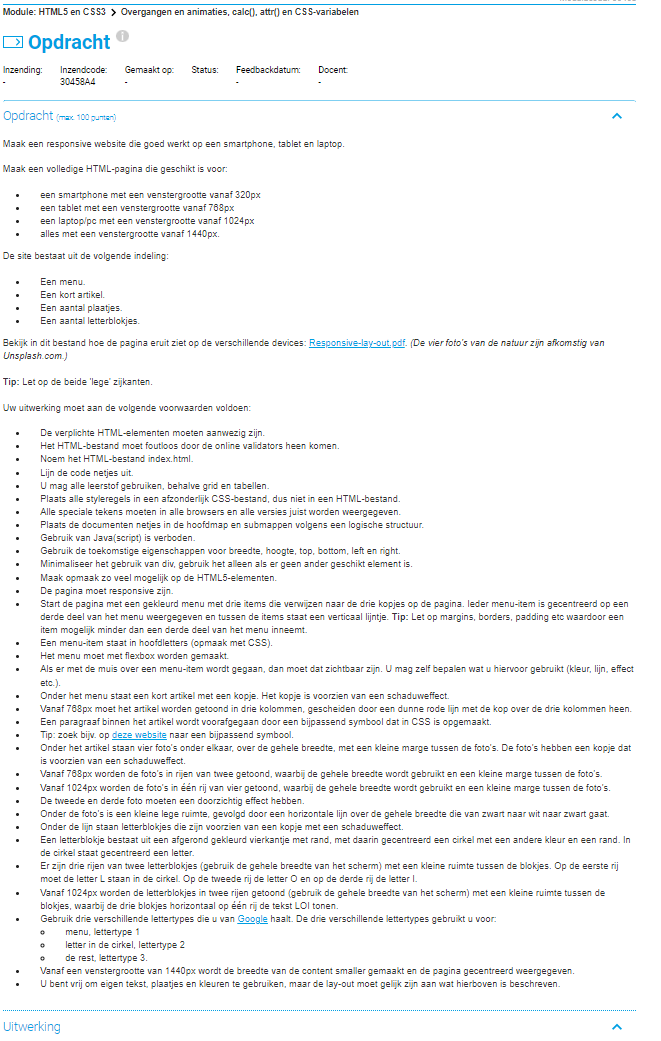 Module: HTML5 en CSS3 > Overgangen en animaties, calc(), attr() en CSS-variabelen
Opdracht
Inzending: Inzendcode: Gemaakt op: Status: Feedbackdatum: Docent:
- 30458A4 - - -
Opdracht (max. 100 punten)
Maak een responsive website die goed werkt op een smartphone, tablet en laptop.
Maak een volledige HTML-pagina die geschikt is voor:
• een smartphone met een venstergrootte vanaf 320px
• een tablet met een venstergrootte vanaf 768px
• een laptop/pc met een venstergrootte vanaf 1024px
• alles met een venstergrootte vanaf 1440px.
De site bestaat uit de volgende indeling:
• Een menu.
• Een kort artikel.
• Een aantal plaatjes.
• Een aantal letterblokjes.
Bekijk in dit bestand hoe de pagina eruit ziet op de verschillende devices: Responsive-lay-out.pdf. (De vier foto's van de natuur zijn afkomstig van
Unsplash.com.)
Tip: Let op de beide 'lege' zijkanten.
Uw uitwerking moet aan de volgende voorwaarden voldoen:
• De verplichte HTML-elementen moeten aanwezig zijn.
• Het HTML-bestand moet foutloos door de online validators heen komen.
• Noem het HTML-bestand index.html.
• Lijn de code netjes uit.
• U mag alle leerstof gebruiken, behalve grid en tabellen.
• Plaats alle styleregels in een afzonderlijk CSS-bestand, dus niet in een HTML-bestand.
• Alle speciale tekens moeten in alle browsers en alle versies juist worden weergegeven.
• Plaats de documenten netjes in de hoofdmap en submappen volgens een logische structuur.
• Gebruik van Java(script) is verboden.
• Gebruik de toekomstige eigenschappen voor breedte, hoogte, top, bottom, left en right.
• Minimaliseer het gebruik van div, gebruik het alleen als er geen ander geschikt element is.
• Maak opmaak zo veel mogelijk op de HTML5-elementen.
• De pagina moet responsive zijn.
• Start de pagina met een gekleurd menu met drie items die verwijzen naar de drie kopjes op de pagina. Ieder menu-item is gecentreerd op een
derde deel van het menu weergegeven en tussen de items staat een verticaal lijntje. Tip: Let op margins, borders, padding etc waardoor een
item mogelijk minder dan een derde deel van het menu inneemt.
• Een menu-item staat in hoofdletters (opmaak met CSS).
• Het menu moet met flexbox worden gemaakt.
• Als er met de muis over een menu-item wordt gegaan, dan moet dat zichtbaar zijn. U mag zelf bepalen wat u hiervoor gebruikt (kleur, lijn, effect
etc.).
• Onder het menu staat een kort artikel met een kopje. Het kopje is voorzien van een schaduweffect.
• Vanaf 768px moet het artikel worden getoond in drie kolommen, gescheiden door een dunne rode lijn met de kop over de drie kolommen heen.
• Een paragraaf binnen het artikel wordt voorafgegaan door een bijpassend symbool dat in CSS is opgemaakt.
• Tip: zoek bijv. op deze website naar een bijpassend symbool.
• Onder het artikel staan vier foto's onder elkaar, over de gehele breedte, met een kleine marge tussen de foto's. De foto's hebben een kopje dat
is voorzien van een schaduweffect.
• Vanaf 768px worden de foto's in rijen van twee getoond, waarbij de gehele breedte wordt gebruikt en een kleine marge tussen de foto's.
• Vanaf 1024px worden de foto's in één rij van vier getoond, waarbij de gehele breedte wordt gebruikt en een kleine marge tussen de foto's.
• De tweede en derde foto moeten een doorzichtig effect hebben.
• Onder de foto's is een kleine lege ruimte, gevolgd door een horizontale lijn over de gehele breedte die van zwart naar wit naar zwart gaat.
• Onder de lijn staan letterblokjes die zijn voorzien van een kopje met een schaduweffect.
• Een letterblokje bestaat uit een afgerond gekleurd vierkantje met rand, met daarin gecentreerd een cirkel met een andere kleur en een rand. In
de cirkel staat gecentreerd een letter.
• Er zijn drie rijen van twee letterblokjes (gebruik de gehele breedte van het scherm) met een kleine ruimte tussen de blokjes. Op de eerste rij
moet de letter L staan in de cirkel. Op de tweede rij de letter O en op de derde rij de letter I.
• Vanaf 1024px worden de letterblokjes in twee rijen getoond (gebruik de gehele breedte van het scherm) met een kleine ruimte tussen de
blokjes, waarbij de drie blokjes horizontaal op één rij de tekst LOI tonen.
• Gebruik drie verschillende lettertypes die u van Google haalt. De drie verschillende lettertypes gebruikt u voor:
o menu, lettertype 1
o letter in de cirkel, lettertype 2
o de rest, lettertype 3.
• Vanaf een venstergrootte van 1440px wordt de breedte van de content smaller gemaakt en de pagina gecentreerd weergegeven.
• U bent vrij om eigen tekst, plaatjes en kleuren te gebruiken, maar de lay-out moet gelijk zijn aan wat hierboven is beschreven.
Uitwerking